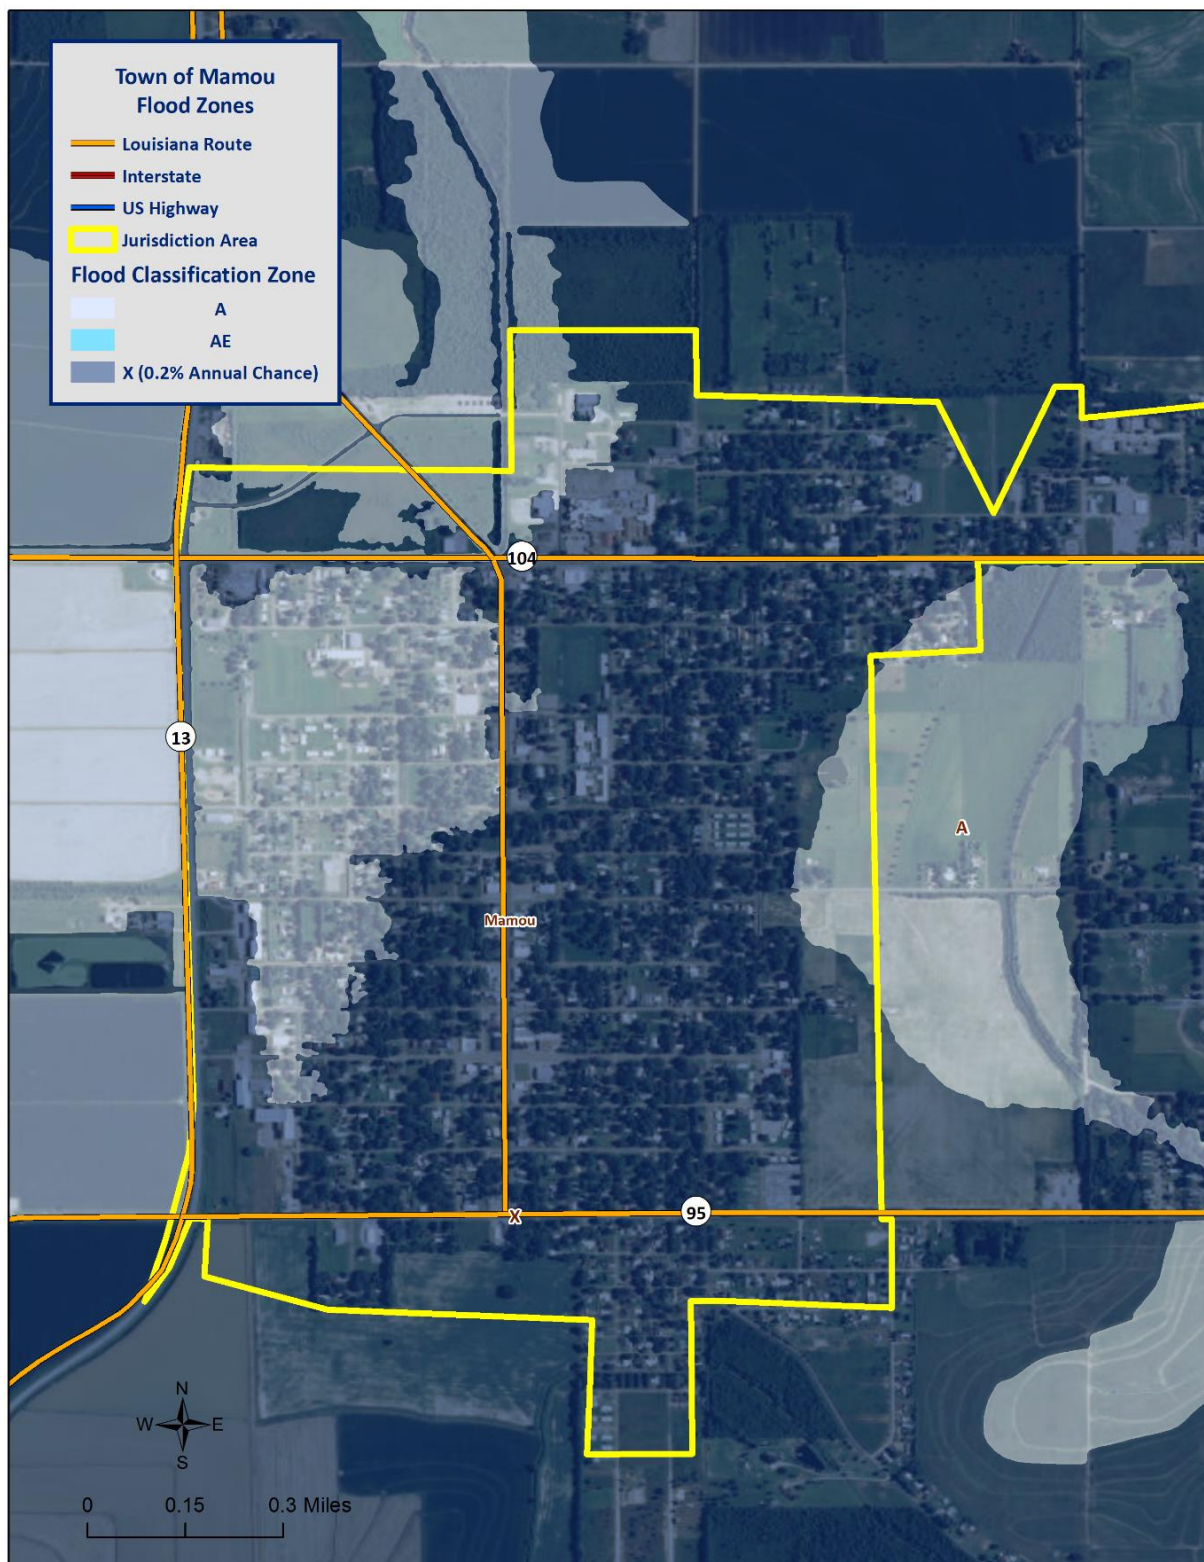 Town of Mamou
Flood Zones
Louisiana Route
Interstate
US Highway
Jurisdiction Area
Flood Classification Zone
A
AE
X (0.2% Annual Chance)
104
13
A
Mamou
X
95
N
W E
S
0 0.15 0.3 Miles